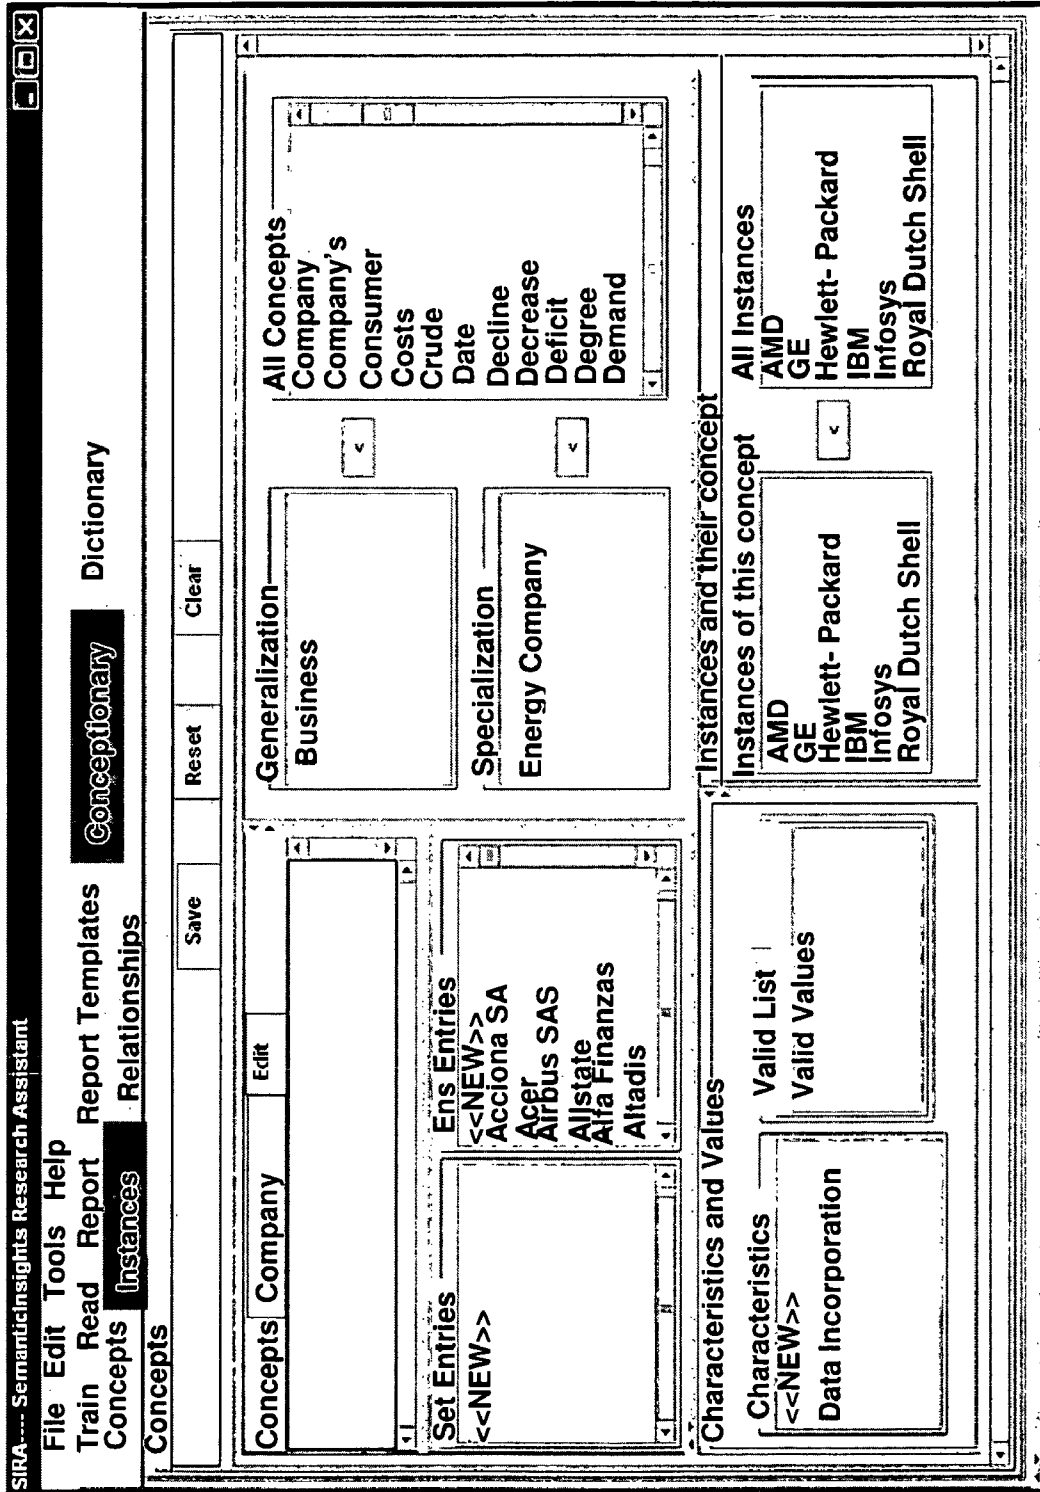 SIRA---- SemanticInsights Research Assistant
File Edit Tools Help
Train Read Report Report Templates Conceptionary Dictionary
Concepts Instances Relationships
Concepts
Save Reset Clear
Concepts Company Edit
Generalization
Business
<
All Concepts
Company
Company's
Consumer
Costs
Crude
Date
Decline
Decrease
Deficit
Degree
Demand
Set Entries
<<NEW>>
Ens Entries
<<NEW>>
Acciona SA
Acer
Airbus SAS
Allstate
Alfa Finanzas
Altadis
Specialization
Energy Company
<
Characteristics and Values
Characteristics
<<NEW>>
Data Incorporation
Valid List
Valid Values
Instances and their concept
Instances of this concept
AMD
GE
Hewlett- Packard
IBM
Infosys
Royal Dutch Shell
<
All Instances
AMD
GE
Hewlett- Packard
IBM
Infosys
Royal Dutch Shell